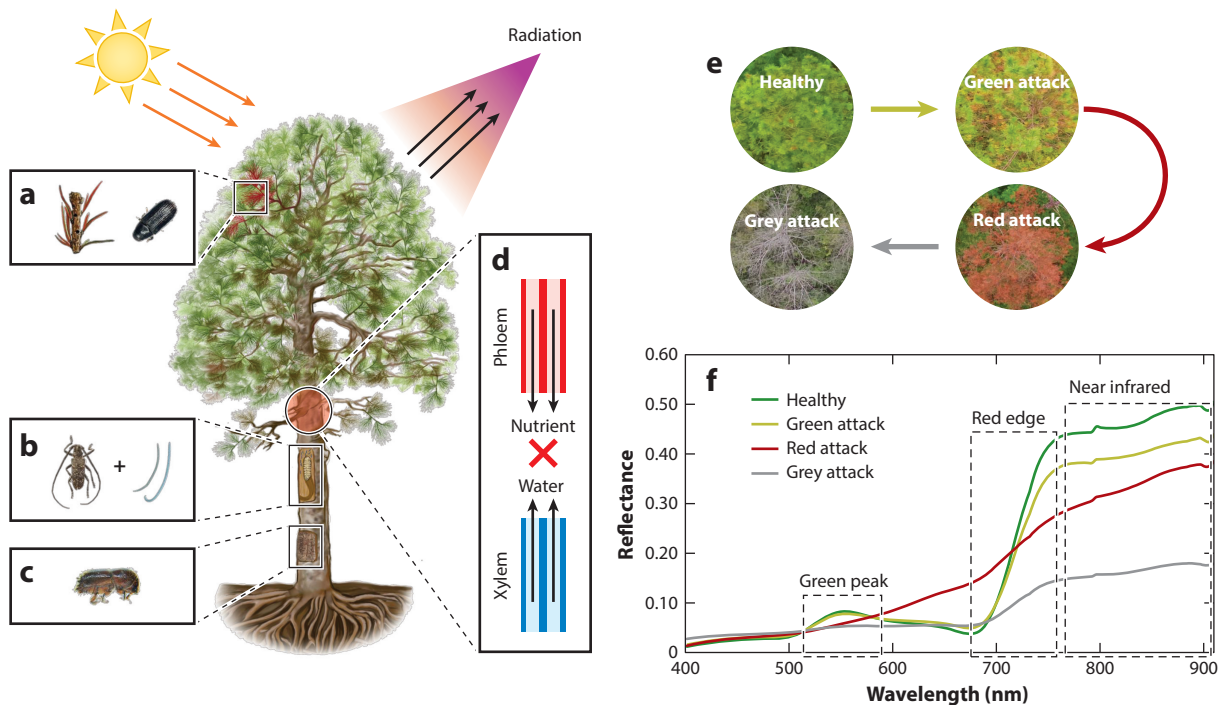 Radiation
a
b
+
c
d
Phloem
Nutrient
Water
Xylem
e
Healthy
Green attack
Grey attack
Red attack
f
Reflectance
0.60
0.50
0.40
0.30
0.20
0.10
0
Healthy
Green attack
Red attack
Grey attack
Green peak
Red edge
Near infrared
400 500 600 700 800 900
Wavelength (nm)